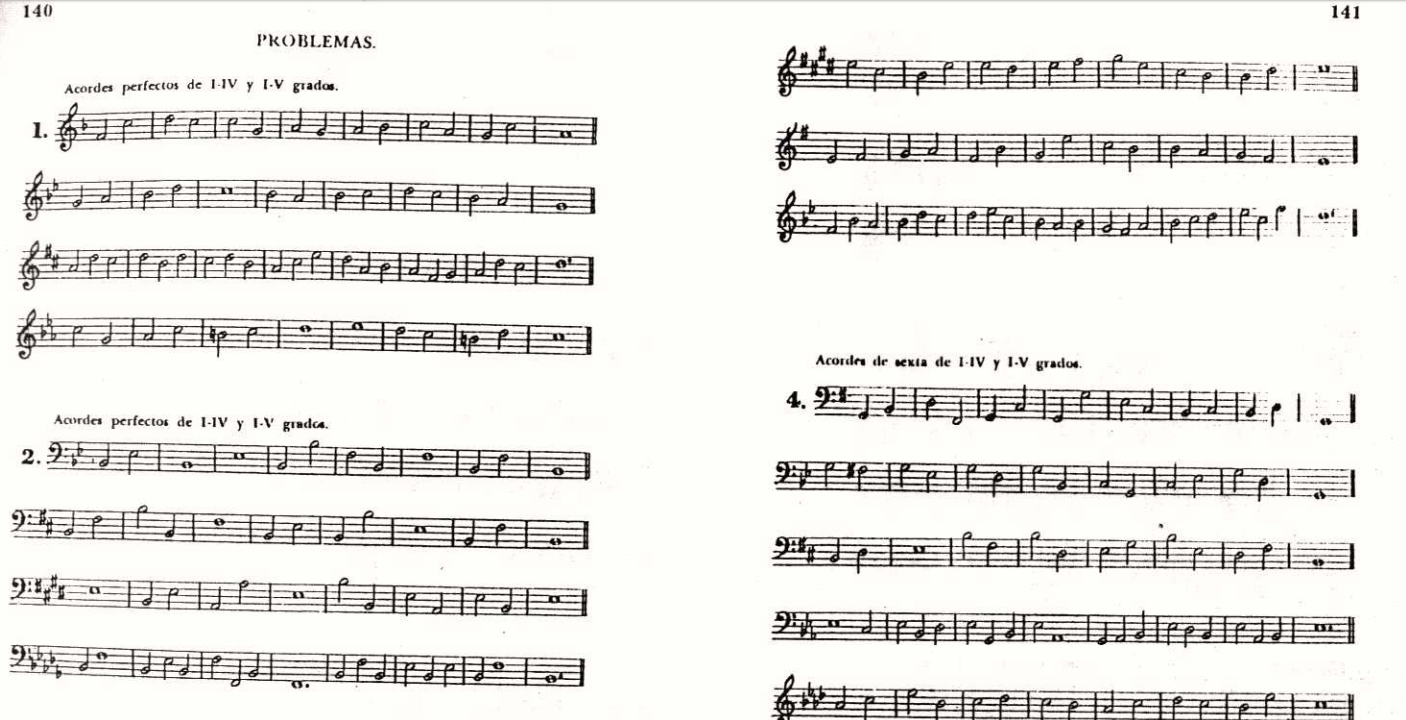 140
PROBLEMAS.
Acordes perfectos de I-IV y I-V grados.
1.
Acordes perfectos de I-IV y I-V grados.
2.
141
Acordes de sexta de I-IV y I-V grados.
4.